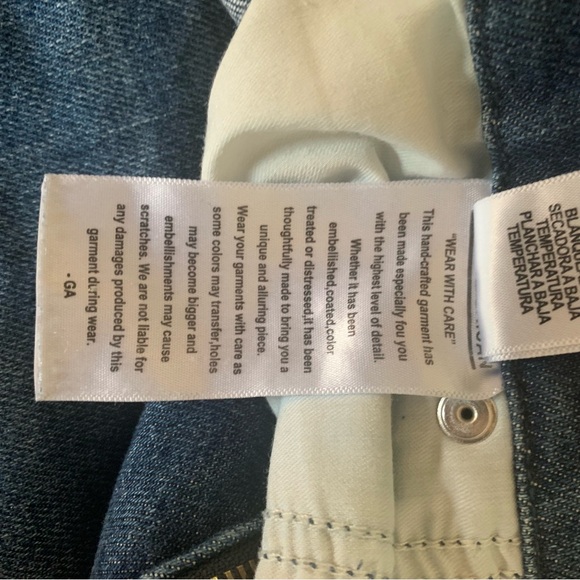 "WEAR WITH CARE"
This hand-crafted garment has
been made especially fou you
with the highest level of detail.
Whether it has been
embellished,coated,color
treated or distressed,it has been
thoughtfully made to bring you a
unique and alluring piece.
Wear your garments with care as
some colors may transfer,holes
may become bigger and
embellishments may cause
scratches. We are not liable for
any damages produced by this
garment during wear.
- GA
SECADORA A BAJA
TEMPERATURA
PLANCHAR A BAJA
TEMPERATURA